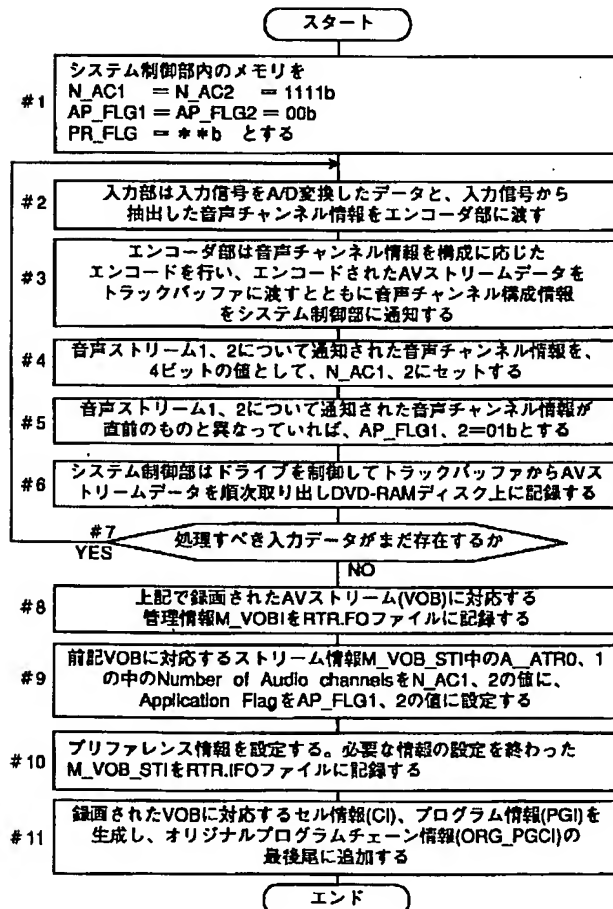 スタート
#1
システム制御部内のメモリを
N_AC1 =N_AC2 =1111b
AP_FLG1=AP_FLG2=00b
PR_FLG =**b とする
#2
入力部は入力信号をA/D変換したデータと、入力信号から
抽出した音声チャンネル情報をエンコーダ部に渡す
#3
エンコーダ部は音声チャンネル情報を構成に応じた
エンコードを行い、エンコードされたAVストリームデータを
トラックバッファに渡すとともに音声チャンネル構成情報
をシステム制御部に通知する
#4
音声ストリーム1、2について通知された音声チャンネル情報を、
4ビットの値として、N_AC1、2にセットする
#5
音声ストリーム1、2について通知された音声チャンネル情報が
直前のものと異なっていれば、AP_FLG1、2=01bとする
#6
システム制御部はドライブを制御してトラックバッファからAVス
トリームデータを順次取り出しDVD-RAMディスク上に記録する
#7
YES
処理すべき入力データがまだ存在するか
NO
#8
上記で録画されたAVストリーム(VOB)に対応する
管理情報M_VOBIをRTR.IFOファイルに記録する
#9
前記VOBに対応するストリーム情報M_VOB_STI中のA_ATR0、1
の中のNumber of Audio channelsをN_AC1、2の値に、
Application FlagをAP_FLG1、2の値に設定する
#10
プリファレンス情報を設定する。必要な情報の設定を終わった
M_VOB_STIをRTR.IFOファイルに記録する
#11
録画されたVOBに対応するセル情報(CI)、プログラム情報(PGI)を
生成し、オリジナルプログラムチェーン情報(ORG_PGCI)の
最後尾に追加する
エンド